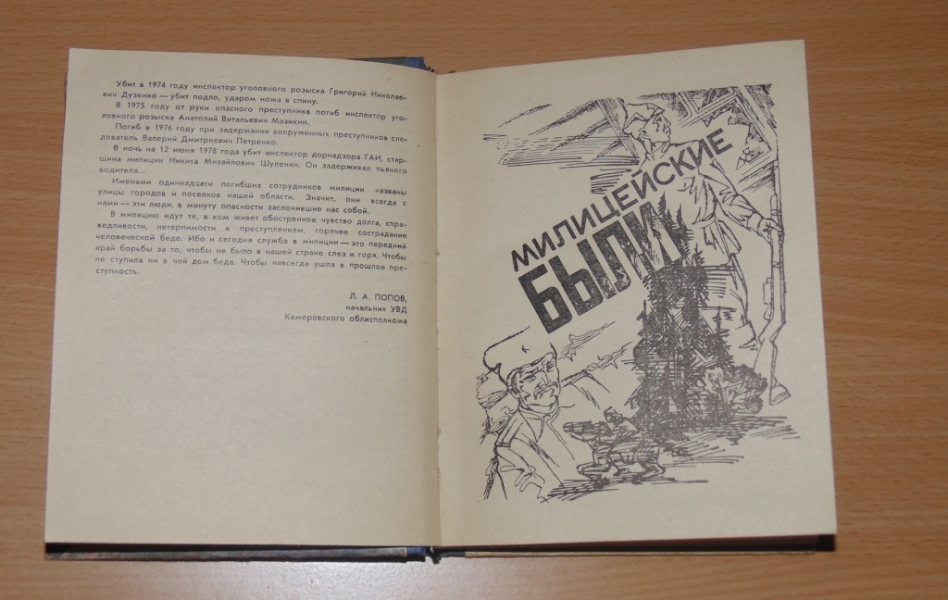 Убит в 1974 году инспектор уголовного розыска Григорий Николае-
вич Дузенко — убит подло, ударом ножа в спину.
В 1975 году от руки опасного преступника погиб инспектор уго-
ловного розыска Анатолий Витальевич Мазикин.
Погиб в 1976 году при задержании вооруженных преступников сле-
дователь Валерий Дмитриевич Петренко.
В ночь на 12 июня 1978 года убит инспектор дорнадзора ГАИ, стар-
шина милиции Никита Михайлович Шуленин. Он задерживал пьяного
водителя...
Именами одиннадцати погибших сотрудников милиции названы
улицы городов и поселков нашей области. Значит, они всегда с
нами — эти люди, в минуту опасности заслонившие нас собой.
В милицию идут те, в ком живет обостренное чувство долга, спра-
ведливости, нетерпимости к преступлениям, горячее сострадание
человеческой беде. Ибо и сегодня служба в милиции — это передний
край борьбы за то, чтобы не было в нашей стране слез и горя. Чтобы
не ступила ни в чей дом беда. Чтобы навсегда ушла в прошлое пре-
ступность.
Л. А. ПОПОВ,
начальник УВД
Кемеровского облисполкома
МИЛИЦЕЙСКИЕ
БЫЛИ